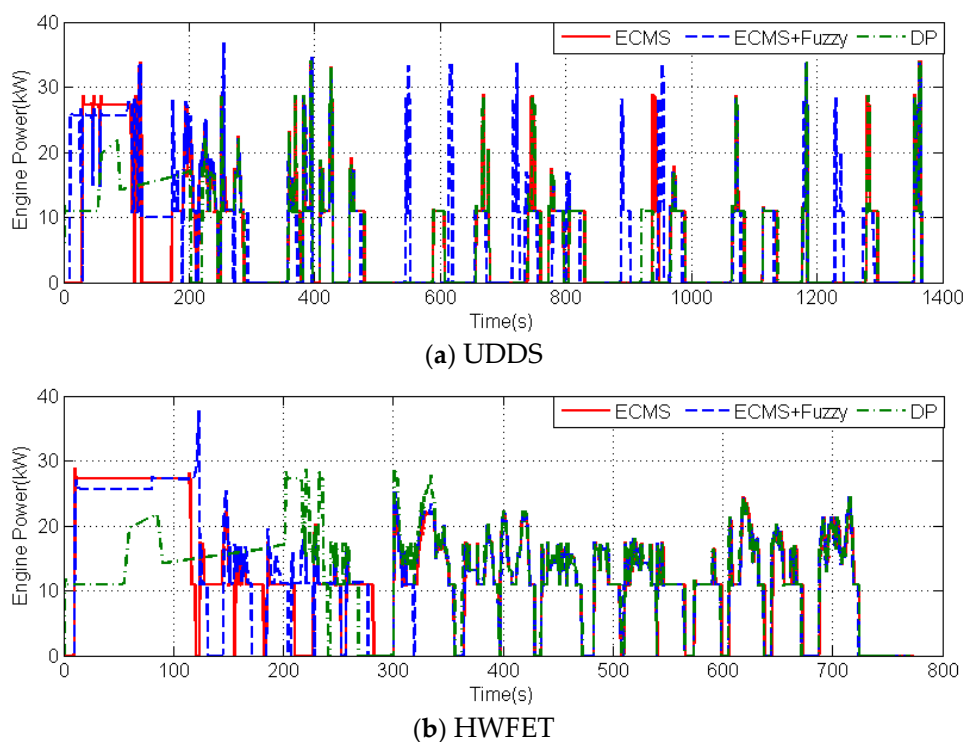 40
30
20
10
0
Engine Power(kW)
ECMS ECMS+Fuzzy DP
0 200 400 600 800 1000 1200 1400
Time(s)
(a) UDDS
40
30
20
10
0
Engine Power(kW)
ECMS ECMS+Fuzzy DP
0 100 200 300 400 500 600 700 800
Time(s)
(b) HWFET